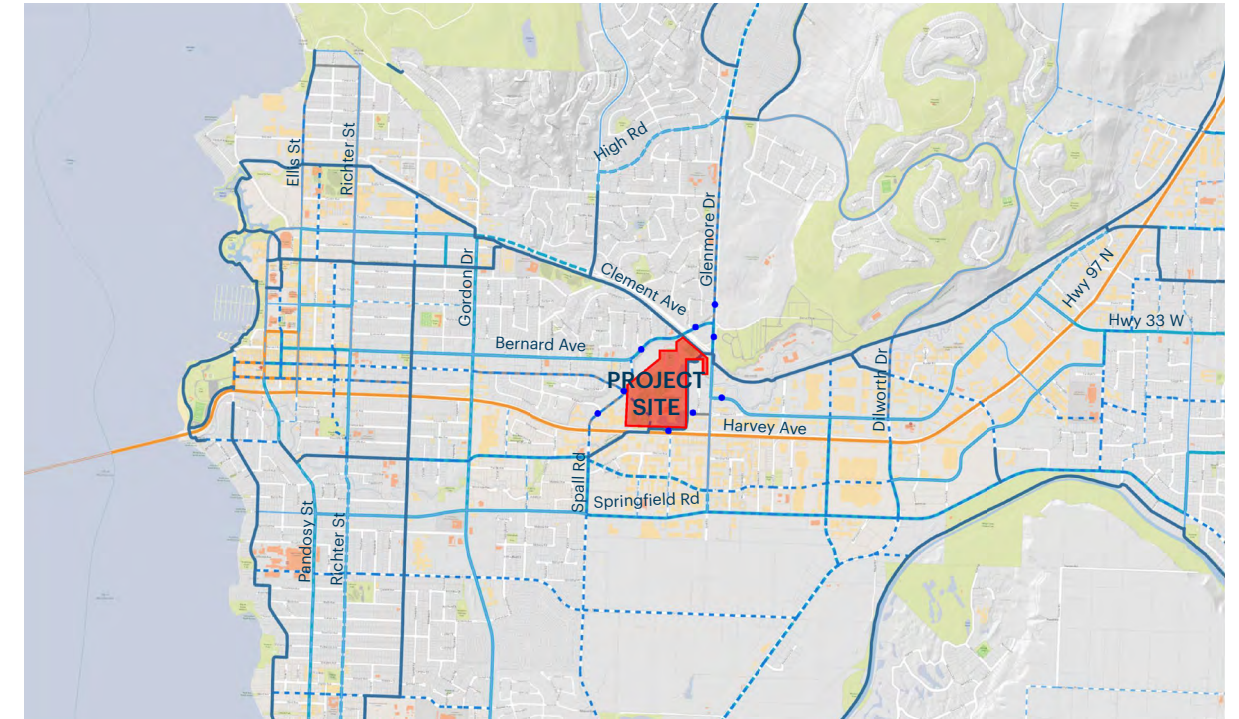 High Rd
Ellis St
Richter St
Glenmore Dr
Gordon Dr
Clement Ave
Hwy 97 N
Hwy 33 W
Bernard Ave
PROJECT
SITE
Dilworth Dr
Harvey Ave
Spall Rd
Springfield Rd
Pandosy St
Richter St